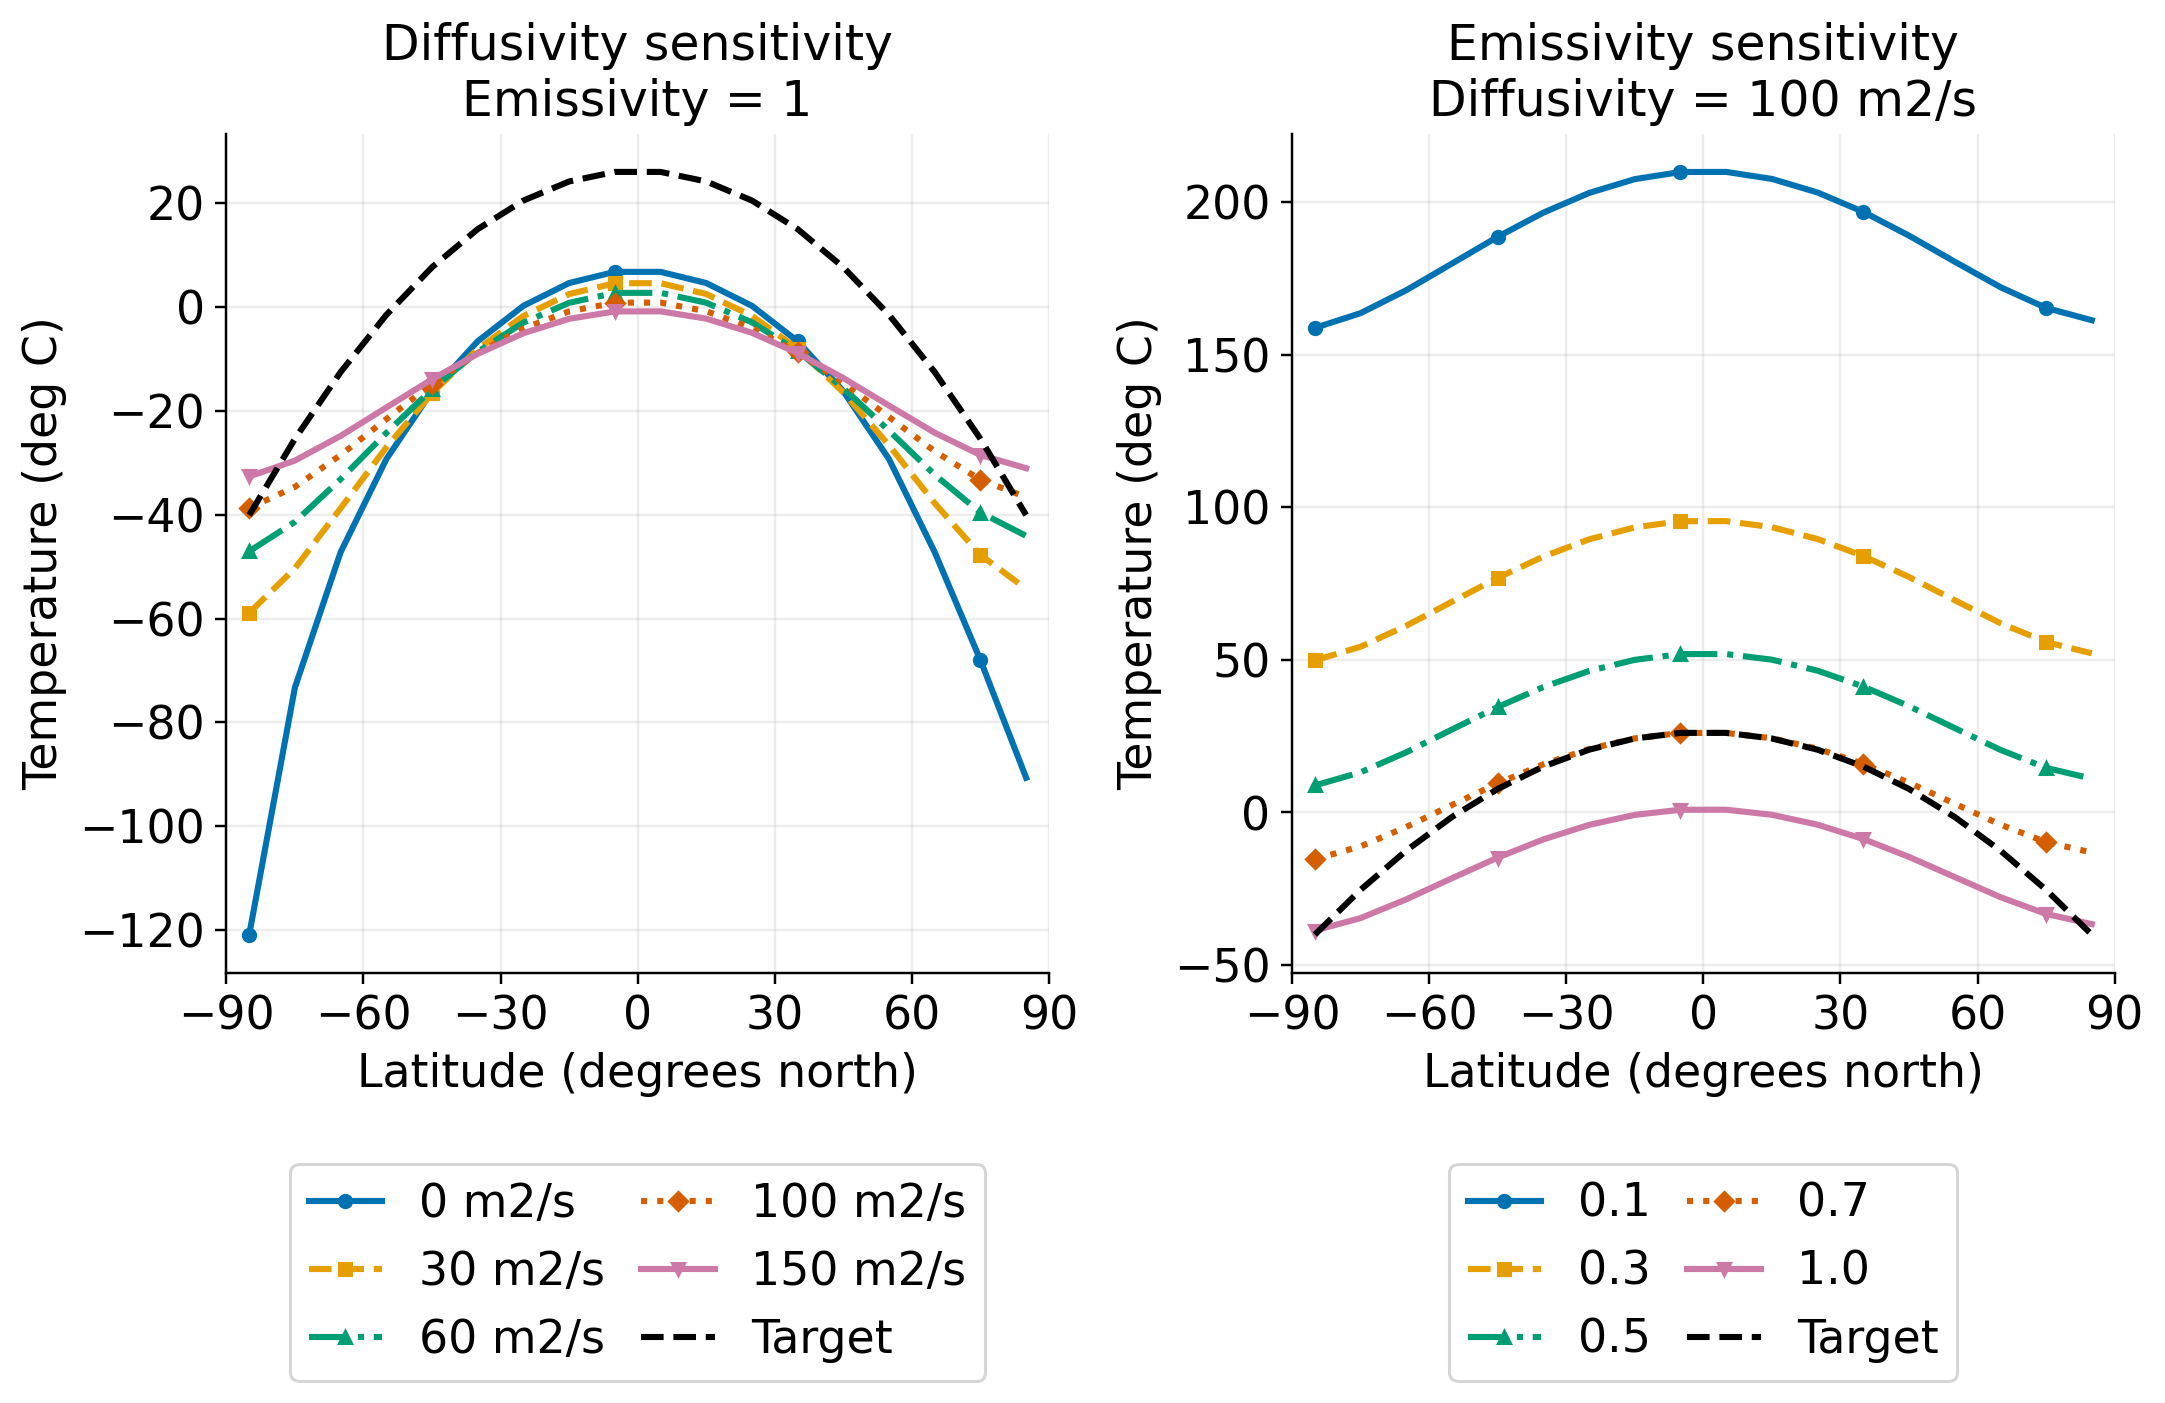 Diffusivity sensitivity
Emissivity = 1
Temperature (deg C)
20
0
−20
−40
−60
−80
−100
−120
−90
−60
−30
0
30
60
90
Latitude (degrees north)
0 m2/s
30 m2/s
60 m2/s
100 m2/s
150 m2/s
Target
Emissivity sensitivity
Diffusivity = 100 m2/s
Temperature (deg C)
200
150
100
50
0
−50
−90
−60
−30
0
30
60
90
Latitude (degrees north)
0.1
0.3
0.5
0.7
1.0
Target